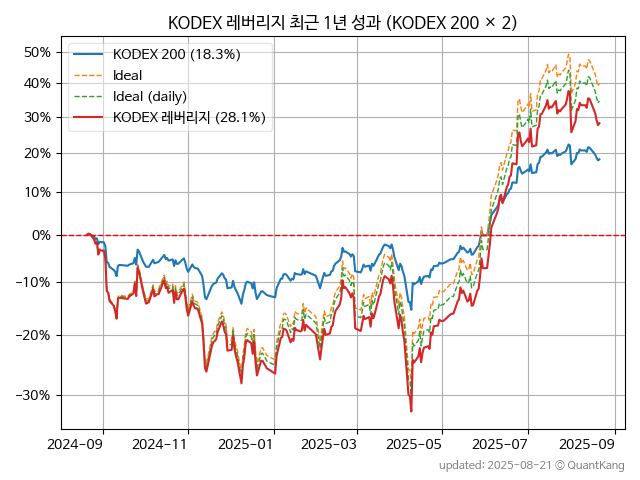 KODEX 레버리지 최근 1년 성과 (KODEX 200 × 2)
50%
40%
30%
20%
10%
0%
−10%
−20%
−30%
KODEX 200 (18.3%)
Ideal
Ideal (daily)
KODEX 레버리지 (28.1%)
2024-09
2024-11
2025-01
2025-03
2025-05
2025-07
2025-09
updated: 2025-08-21 © QuantKang